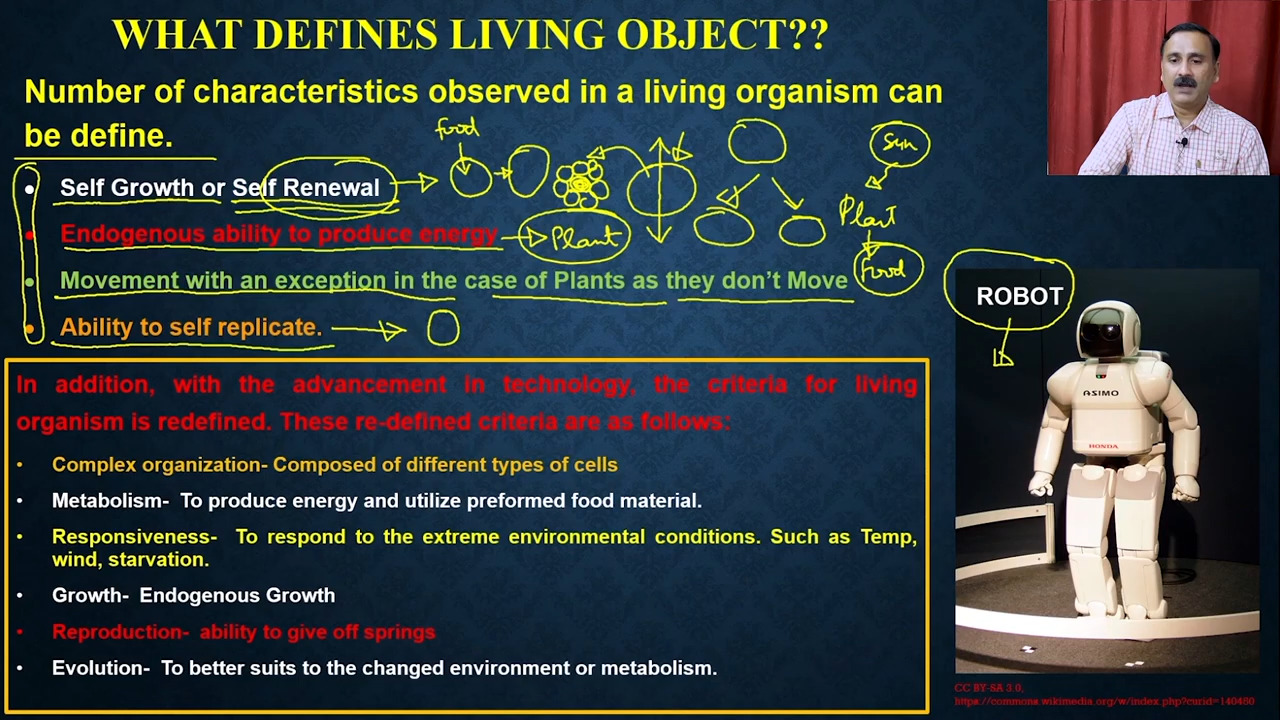 WHAT DEFINES LIVING OBJECT??
Number of characteristics observed in a living organism can
be define.
• Self Growth or Self Renewal
food
Sun
• Endogenous ability to produce energy
Plant
Plant
• Movement with an exception in the case of Plants as they don't Move
food
• Ability to self replicate.
ROBOT
ASIMO
HONDA
In addition, with the advancement in technology, the criteria for living
organism is redefined. These re-defined criteria are as follows:
• Complex organization- Composed of different types of cells
• Metabolism- To produce energy and utilize preformed food material.
• Responsiveness- To respond to the extreme environmental conditions. Such as Temp,
wind, starvation.
• Growth- Endogenous Growth
• Reproduction- ability to give off springs
• Evolution- To better suits to the changed environment or metabolism.
CC BY-SA 3.0,
https://commons.wikimedia.org/w/index.php?curid=140460